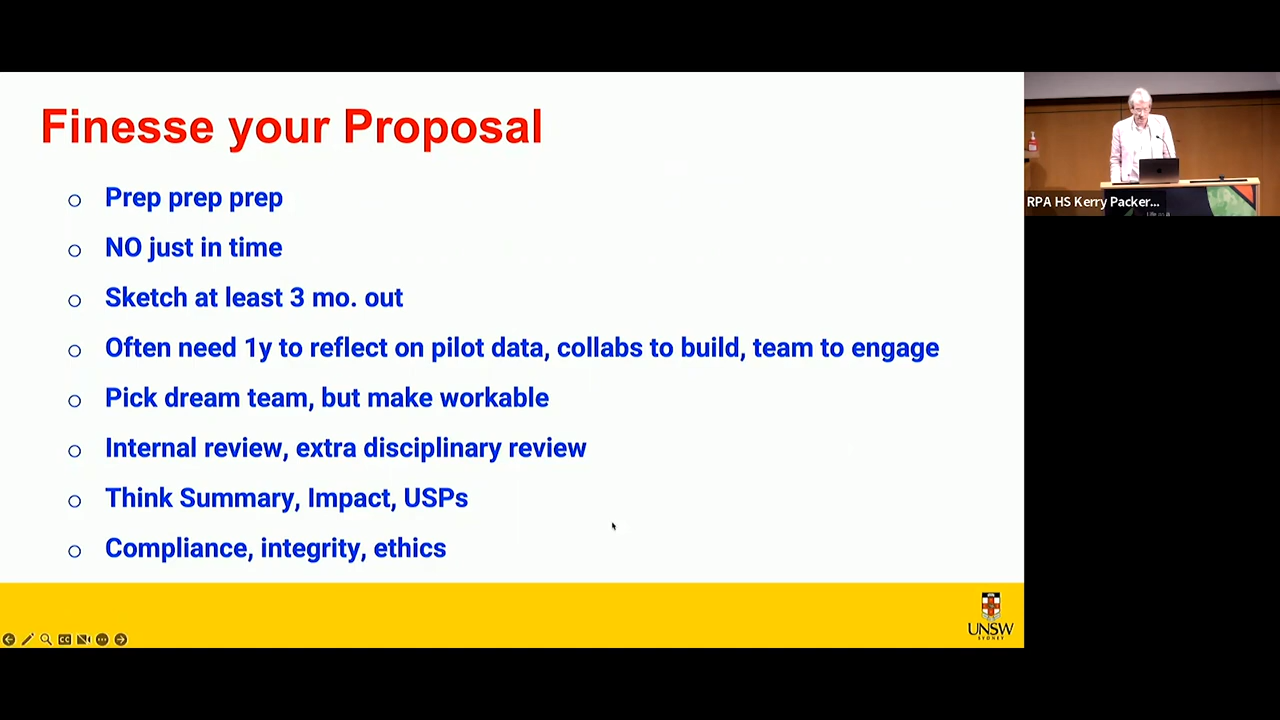 Finesse your Proposal
Prep prep prep
NO just in time
Sketch at least 3 mo. out
Often need 1y to reflect on pilot data, collabs to build, team to engage
Pick dream team, but make workable
Internal review, extra disciplinary review
Think Summary, Impact, USPs
Compliance, integrity, ethics
RPA HS Kerry Packer...
CC
UNSW
SYDNEY